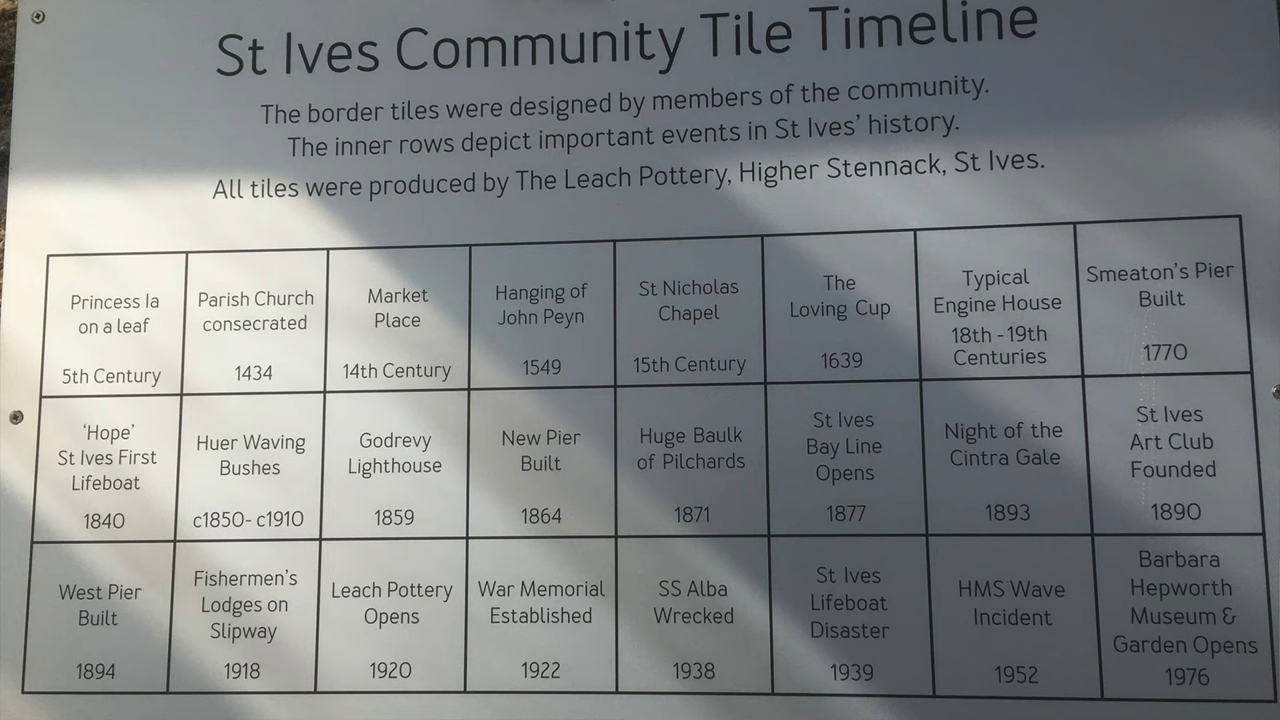 St Ives Community Tile Timeline
The border tiles were designed by members of the community.
The inner rows depict important events in St Ives' history.
All tiles were produced by The Leach Pottery, Higher Stennack, St Ives.
Princess Ia
on a leaf
5th Century
Parish Church
consecrated
1434
Market
Place
14th Century
Hanging of
John Peyn
1549
St Nicholas
Chapel
15th Century
The
Loving Cup
1639
Typical
Engine House
18th - 19th
Centuries
Smeaton's Pier
Built
1770
'Hope'
St Ives First
Lifeboat
1840
Huer Waving
Bushes
c1850- c1910
Godrevy
Lighthouse
1859
New Pier
Built
1864
Huge Baulk
of Pilchards
1871
St Ives
Bay Line
Opens
1877
Night of the
Cintra Gale
1893
St Ives
Art Club
Founded
1890
West Pier
Built
1894
Fishermen's
Lodges on
Slipway
1918
Leach Pottery
Opens
1920
War Memorial
Established
1922
SS Alba
Wrecked
1938
St Ives
Lifeboat
Disaster
1939
HMS Wave
Incident
1952
Barbara
Hepworth
Museum &
Garden Opens
1976